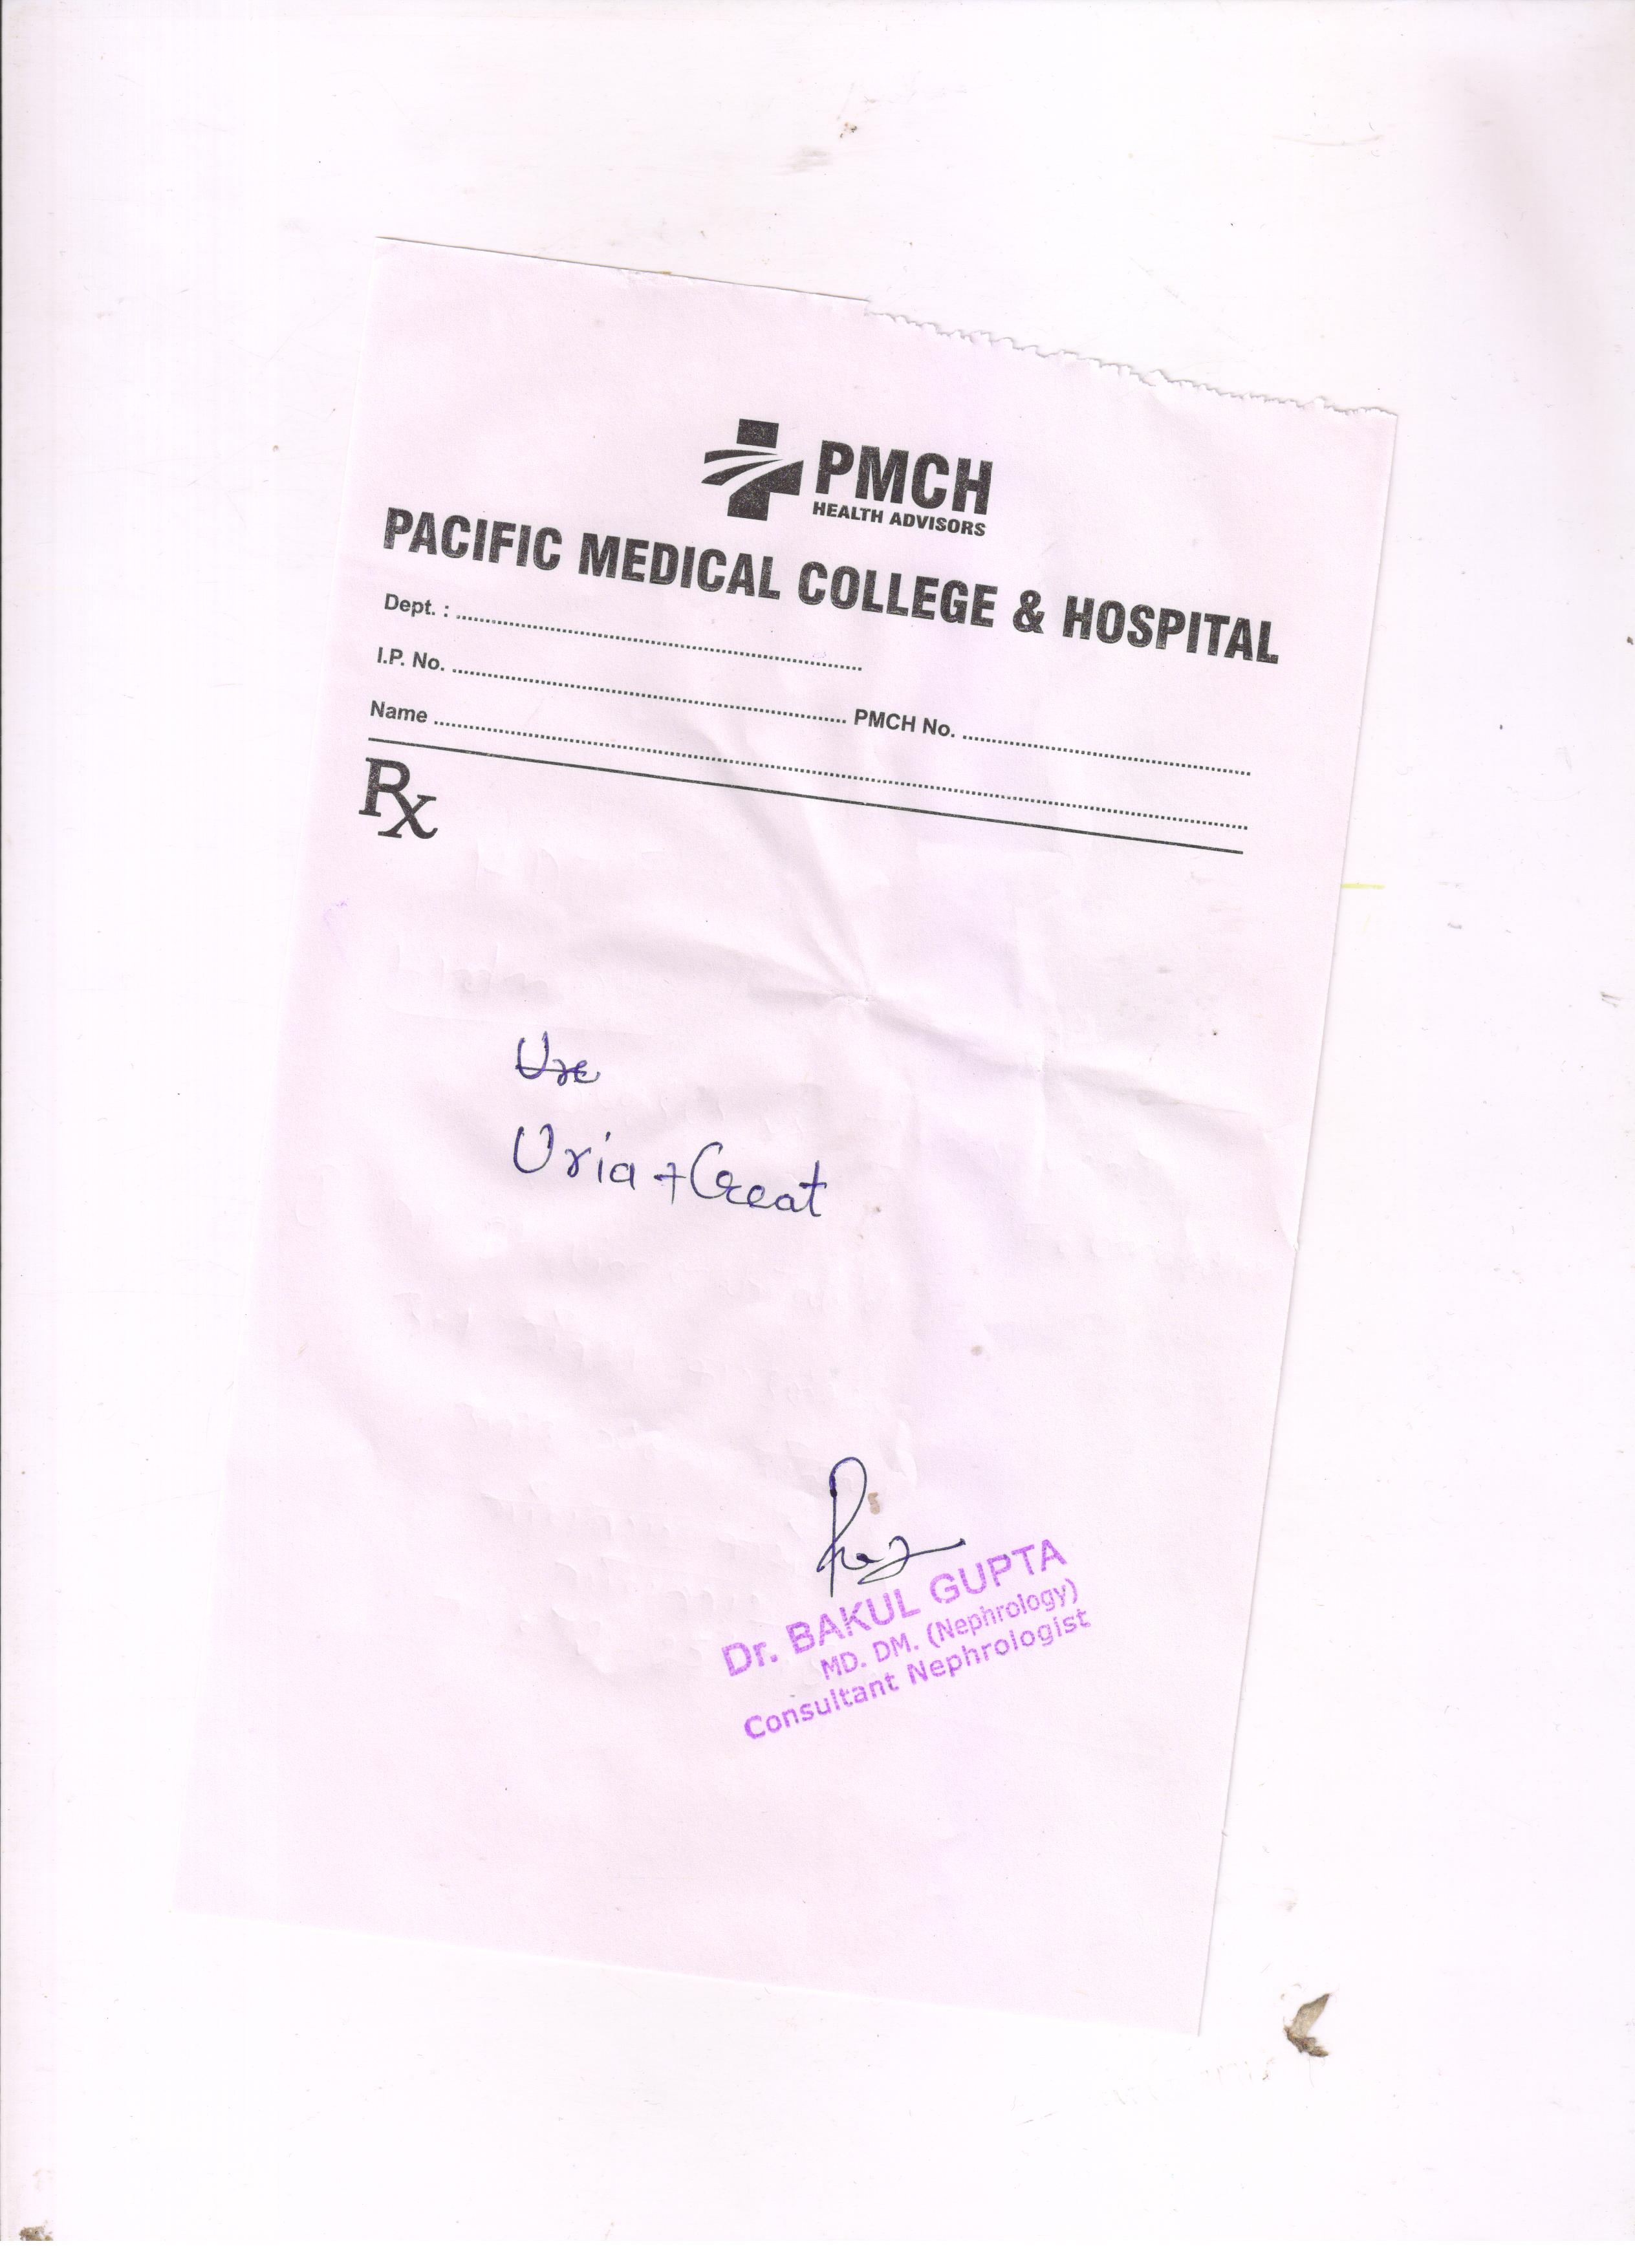 PMCH
HEALTH ADVISORS
PACIFIC MEDICAL COLLEGE & HOSPITAL
Dept. : ..........
I.P. No. .......... PMCH No. ..........
Name ..........
Rx
Ure
Uria + Creat
Dr. BAKUL GUPTA
MD. DM. (Nephrology)
Consultant Nephrologist